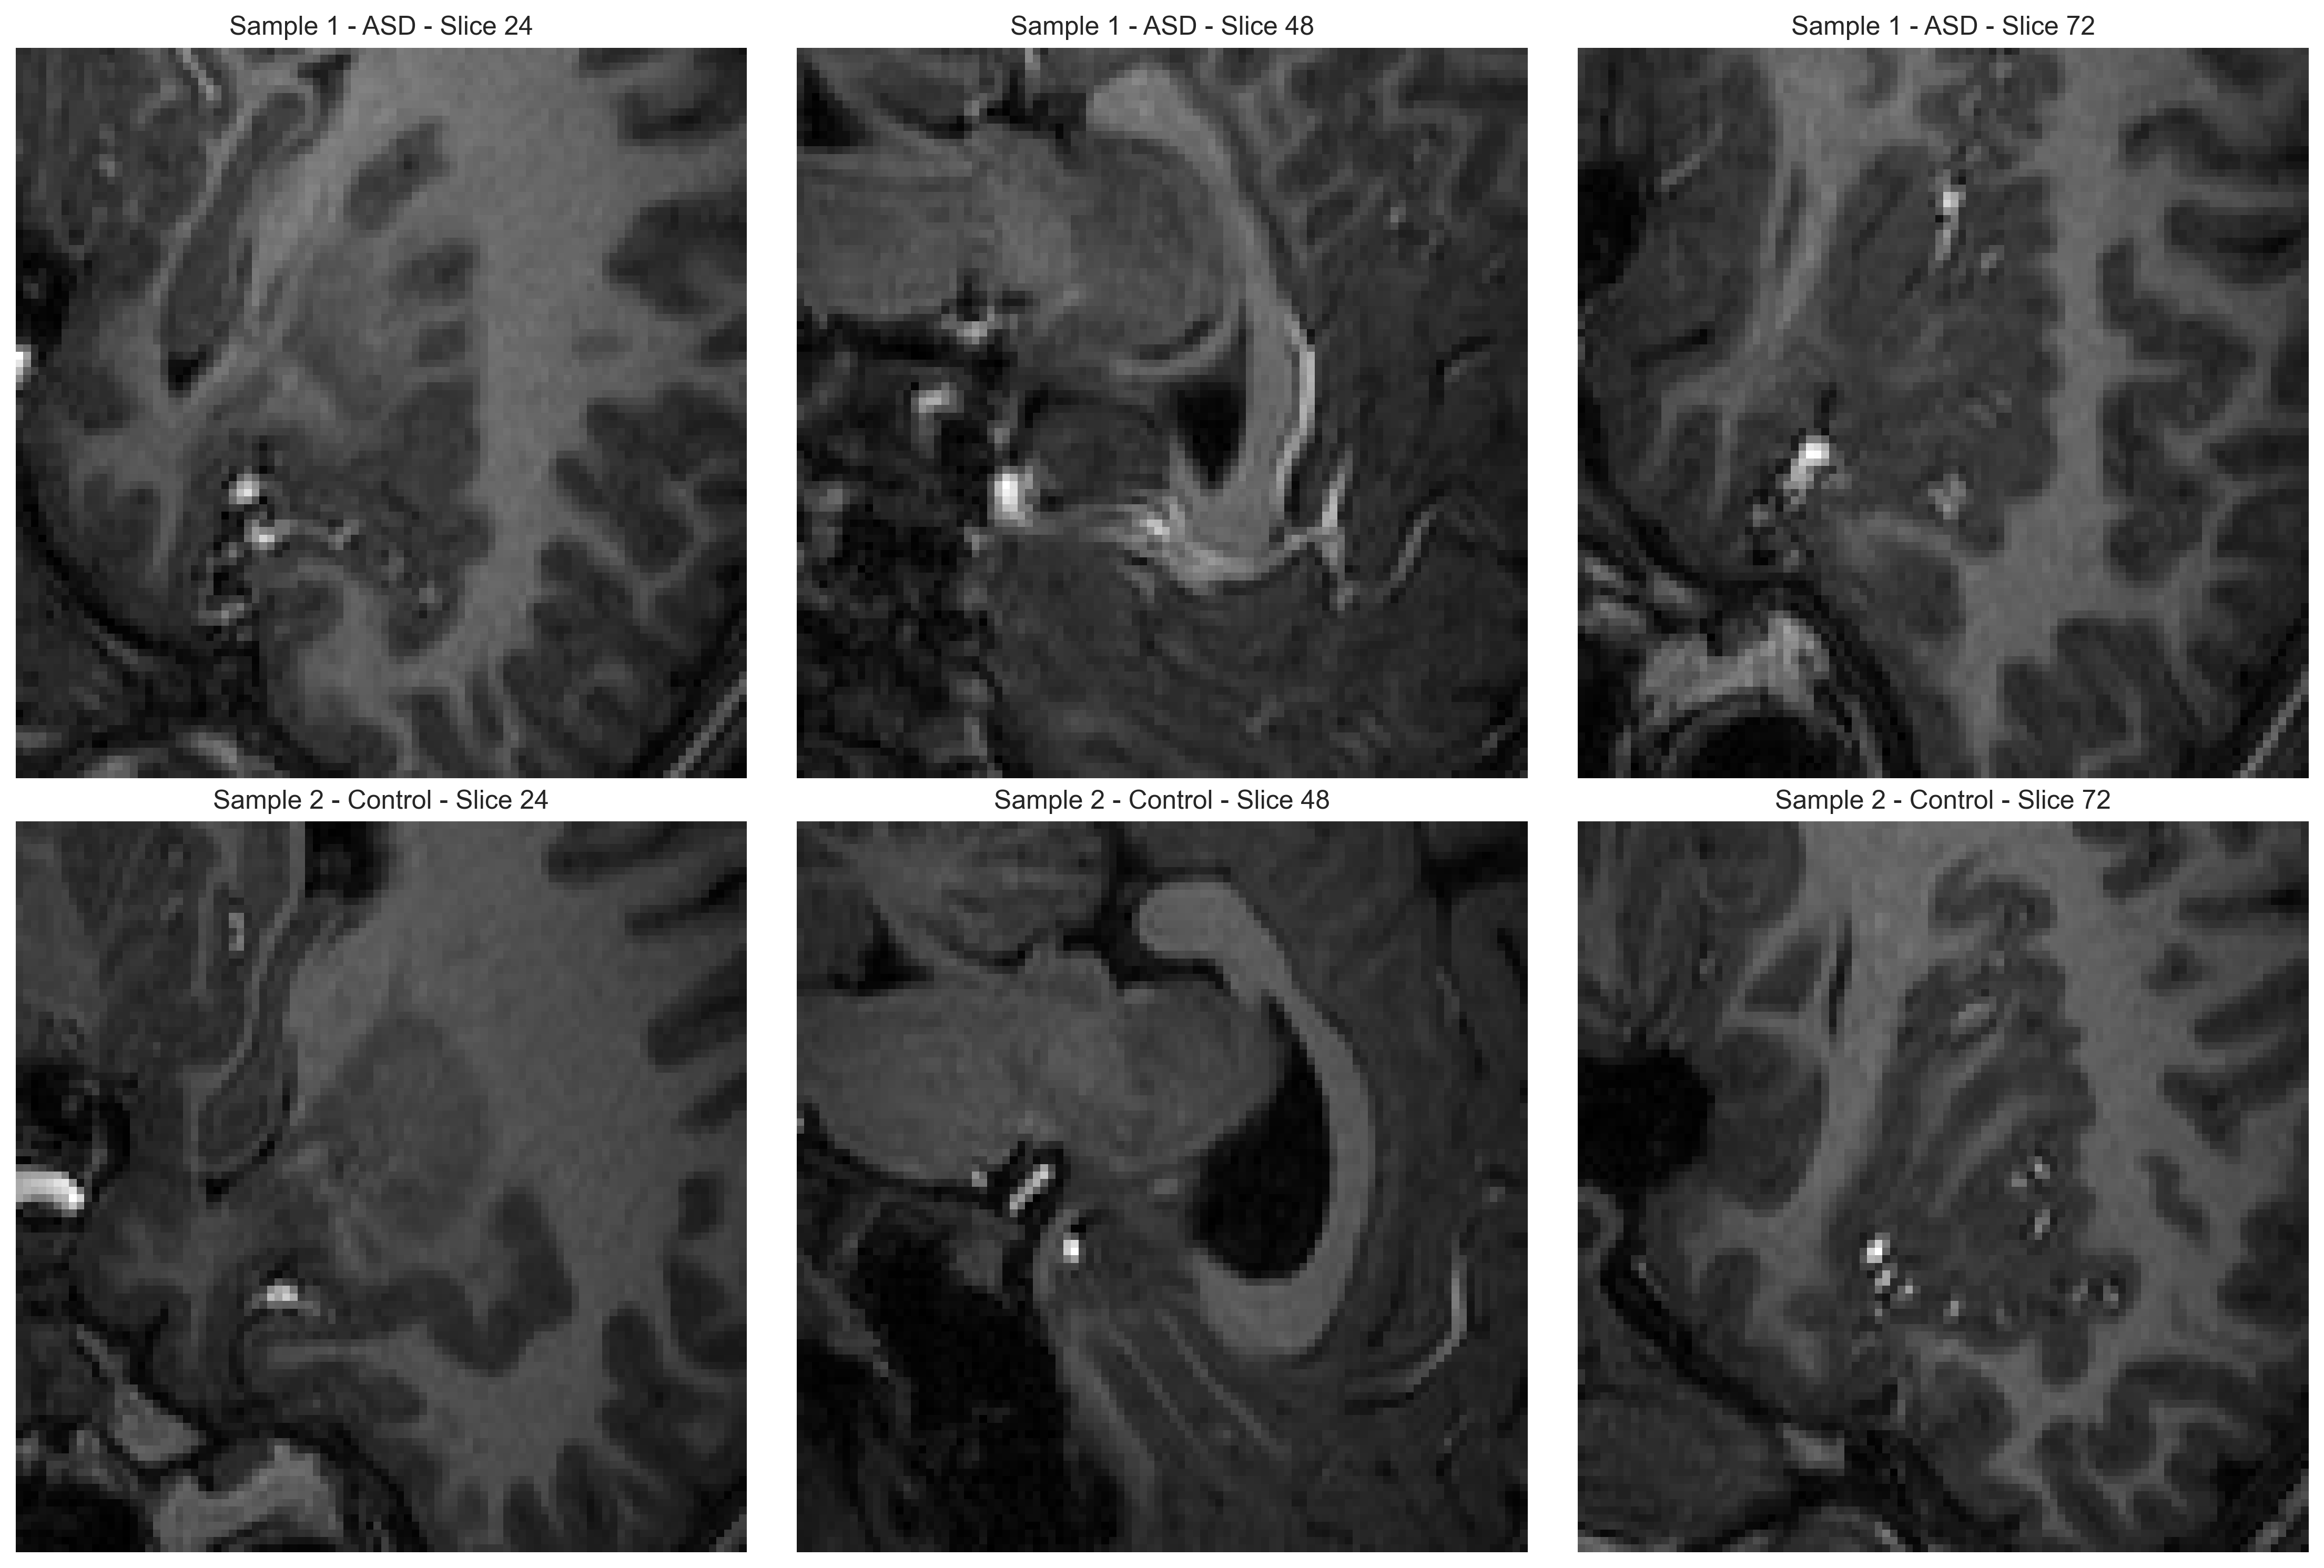 Sample 1 - ASD - Slice 24
Sample 1 - ASD - Slice 48
Sample 1 - ASD - Slice 72
Sample 2 - Control - Slice 24
Sample 2 - Control - Slice 48
Sample 2 - Control - Slice 72